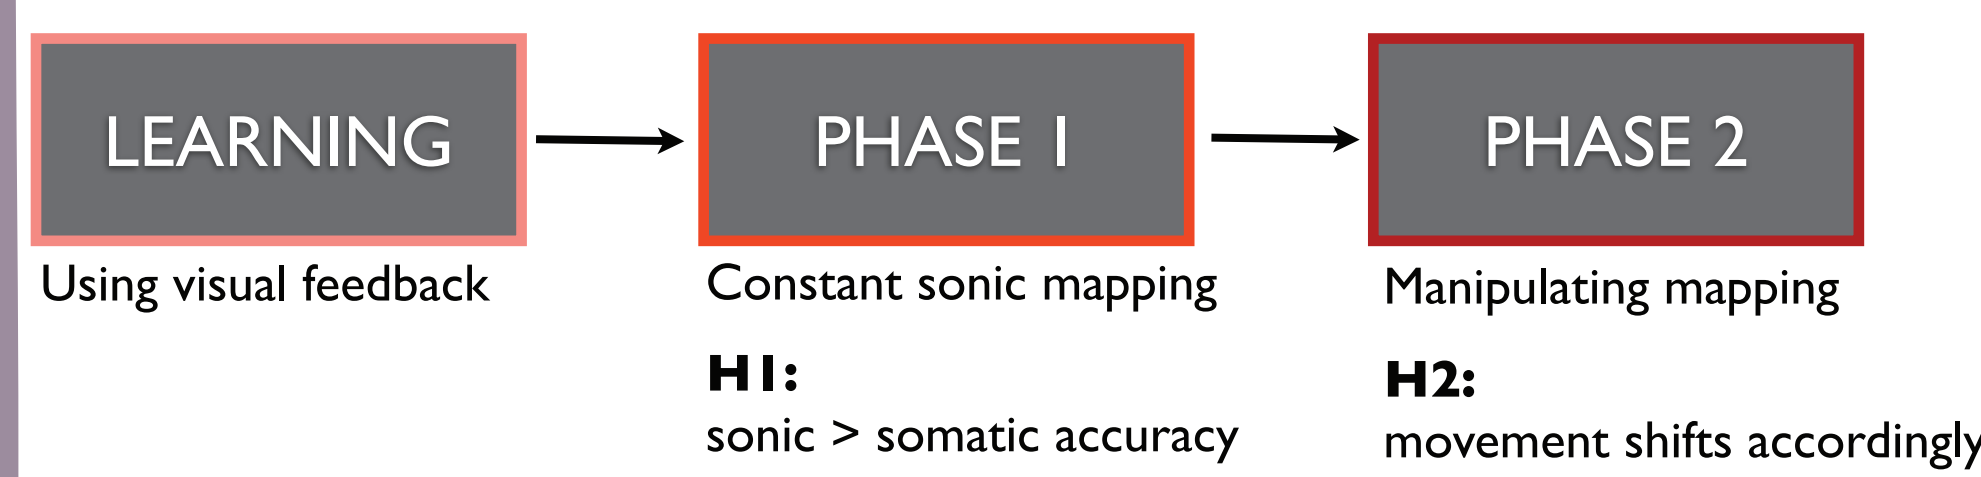 LEARNING
Using visual feedback
PHASE 1
Constant sonic mapping
H1:
sonic > somatic accuracy
PHASE 2
Manipulating mapping
H2:
movement shifts accordingly